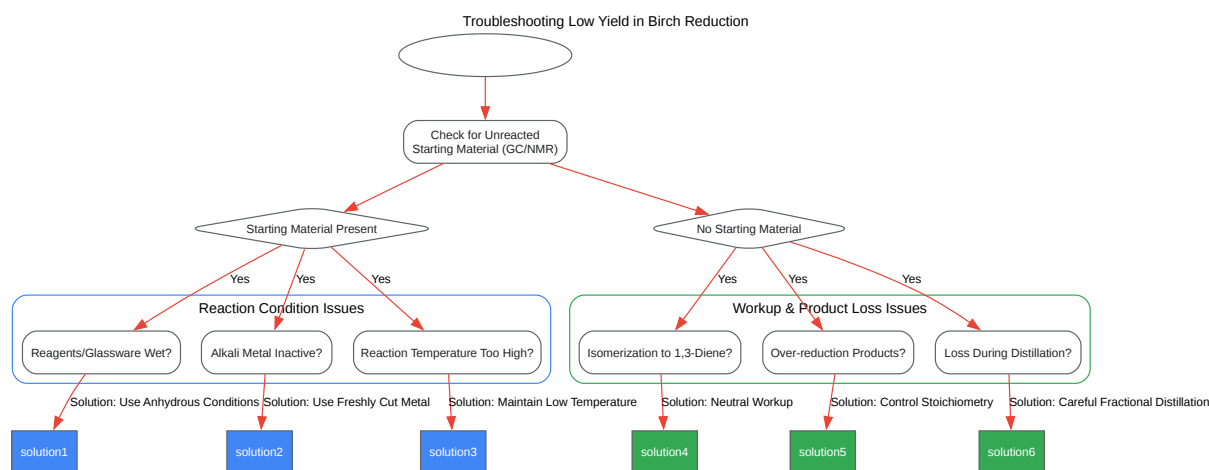 Troubleshooting Low Yield in Birch Reduction
Check for Unreacted
Starting Material (GC/NMR)
Starting Material Present
No Starting Material
Yes
Yes
Yes
Yes
Yes
Yes
Reaction Condition Issues
Workup & Product Loss Issues
Reagents/Glassware Wet?
Alkali Metal Inactive?
Reaction Temperature Too High?
Isomerization to 1,3-Diene?
Over-reduction Products?
Loss During Distillation?
Solution: Use Anhydrous Conditions
Solution: Use Freshly Cut Metal
Solution: Maintain Low Temperature
Solution: Neutral Workup
Solution: Control Stoichiometry
Solution: Careful Fractional Distillation
solution1
solution2
solution3
solution4
solution5
solution6